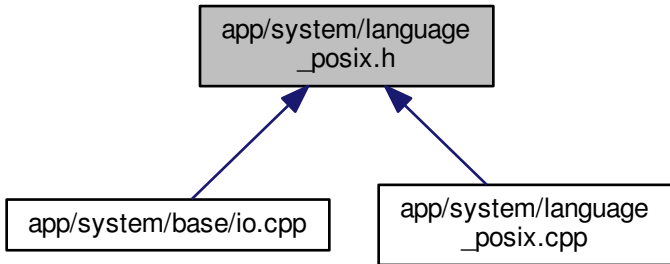 app/system/language
_posix.h
app/system/base/io.cpp
app/system/language
_posix.cpp